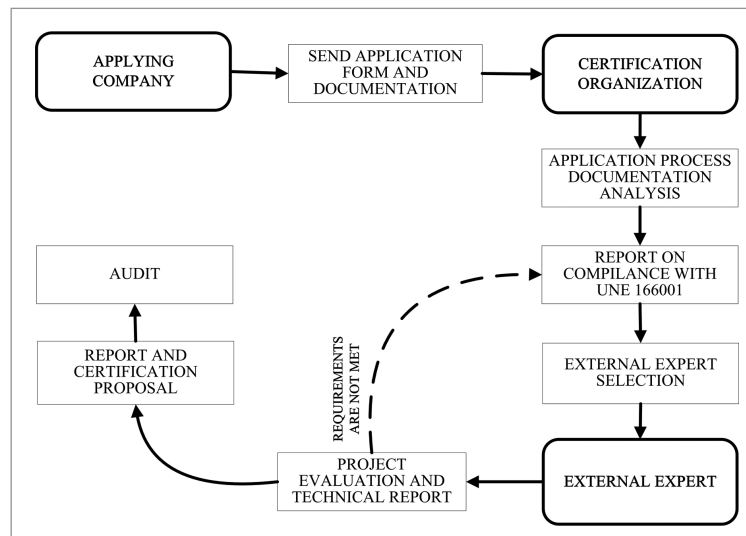 APPLYING
COMPANY
SEND APPLICATION
FORM AND
DOCUMENTATION
CERTIFICATION
ORGANIZATION
APPLICATION PROCESS
DOCUMENTATION
ANALYSIS
REPORT ON
COMPILANCE WITH
UNE 166001
EXTERNAL EXPERT
SELECTION
EXTERNAL EXPERT
PROJECT
EVALUATION AND
TECHNICAL REPORT
REQUIREMENTS
ARE NOT MET
REPORT AND
CERTIFICATION
PROPOSAL
AUDIT